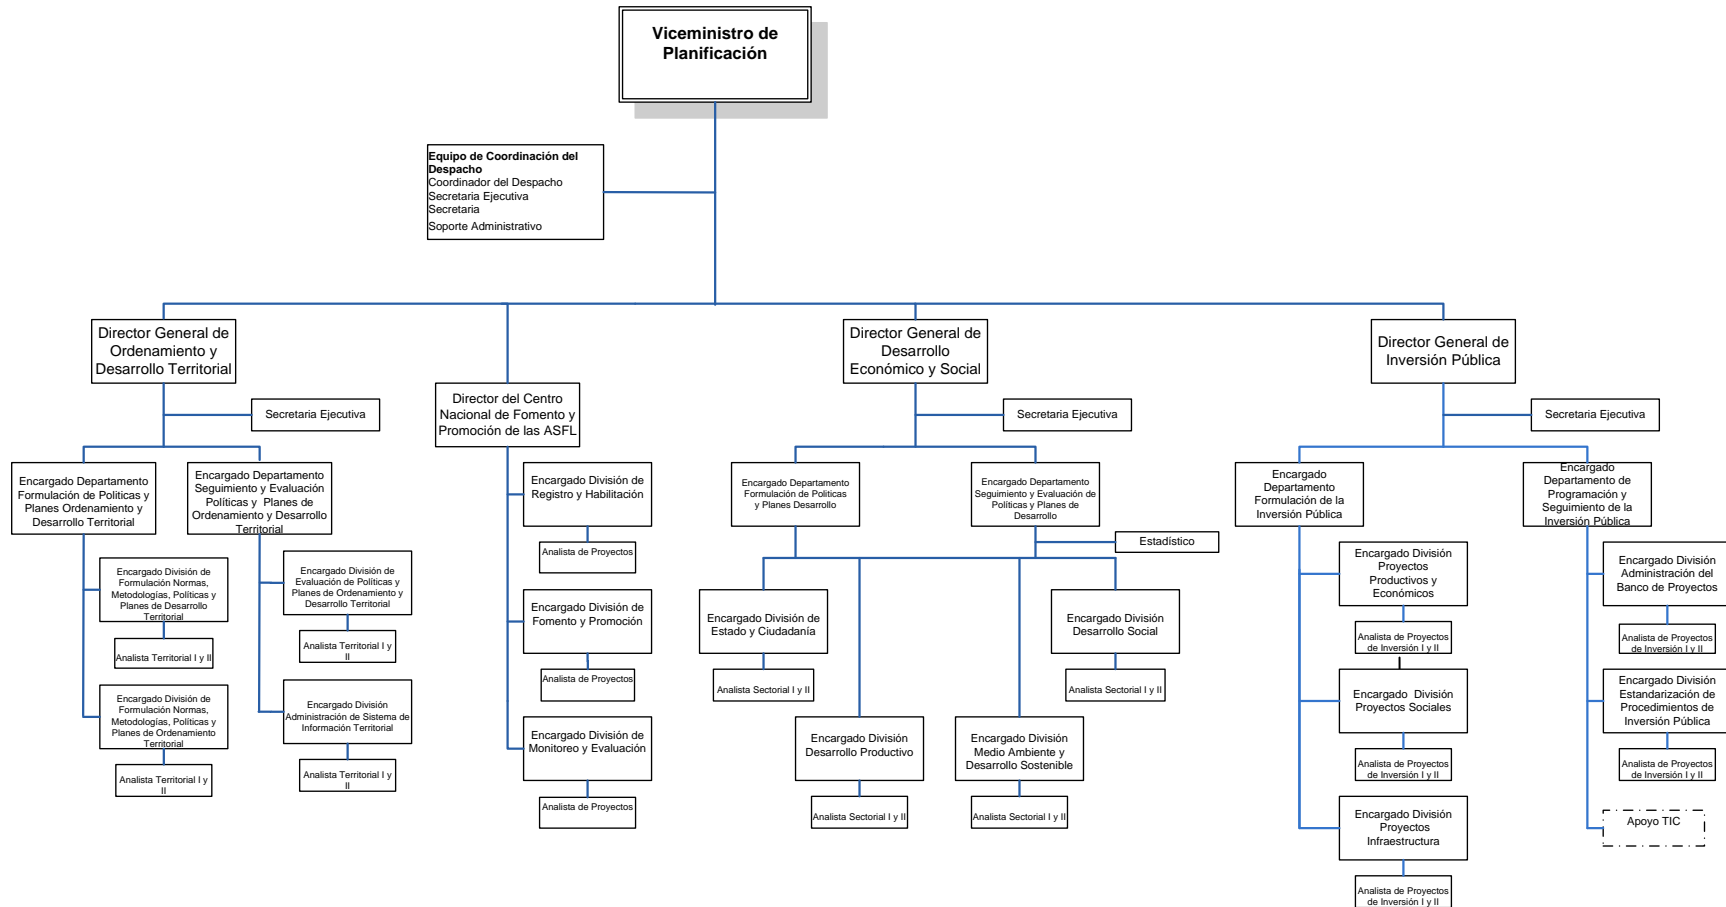 Viceministro de
Planificación
Equipo de Coordinación del
Despacho
Coordinador del Despacho
Secretaria Ejecutiva
Secretaria
Soporte Administrativo
Director General de
Ordenamiento y
Desarrollo Territorial
Secretaria Ejecutiva
Encargado Departamento
Formulación de Politicas y
Planes Ordenamiento y
Desarrollo Territorial
Encargado Departamento
Seguimiento y Evaluación
Políticas y Planes de
Ordenamiento y Desarrollo
Territorial
Encargado División de
Formulación Normas,
Metodologías, Políticas y
Planes de Desarrollo
Territorial
Analista Territorial I y II
Encargado División de
Formulación Normas,
Metodologías, Políticas y
Planes de Ordenamiento
Territorial
Analista Territorial I y
II
Encargado División de
Evaluación de Políticas y
Planes de Ordenamiento y
Desarrollo Territorial
Analista Territorial I y
II
Encargado División
Administración de Sistema de
Información Territorial
Analista Territorial I y
II
Director del Centro
Nacional de Fomento y
Promoción de las ASFL
Encargado División de
Registro y Habilitación
Analista de Proyectos
Encargado División de
Fomento y Promoción
Analista de Proyectos
Encargado División de
Monitoreo y Evaluación
Analista de Proyectos
Director General de
Desarrollo
Económico y Social
Secretaria Ejecutiva
Encargado Departamento
Formulación de Politicas
y Planes Desarrollo
Encargado Departamento
Seguimiento y Evaluación de
Políticas y Planes de
Desarrollo
Estadístico
Encargado División de
Estado y Ciudadanía
Analista Sectorial I y II
Encargado División
Desarrollo Social
Analista Sectorial I y II
Encargado División
Desarrollo Productivo
Analista Sectorial I y II
Encargado División
Medio Ambiente y
Desarrollo Sostenible
Analista Sectorial I y II
Director General de
Inversión Pública
Secretaria Ejecutiva
Encargado
Departamento
Formulación de la
Inversión Pública
Encargado
Departamento de
Programación y
Seguimiento de la
Inversión Pública
Encargado División
Proyectos
Productivos y
Económicos
Analista de Proyectos
de Inversión I y II
Encargado División
Proyectos Sociales
Analista de Proyectos
de Inversión I y II
Encargado División
Proyectos
Infraestructura
Analista de Proyectos
de Inversión I y II
Encargado División
Administración del
Banco de Proyectos
Analista de Proyectos
de Inversión I y II
Encargado División
Estandarización de
Procedimientos de
Inversión Pública
Analista de Proyectos
de Inversión I y II
Apoyo TIC